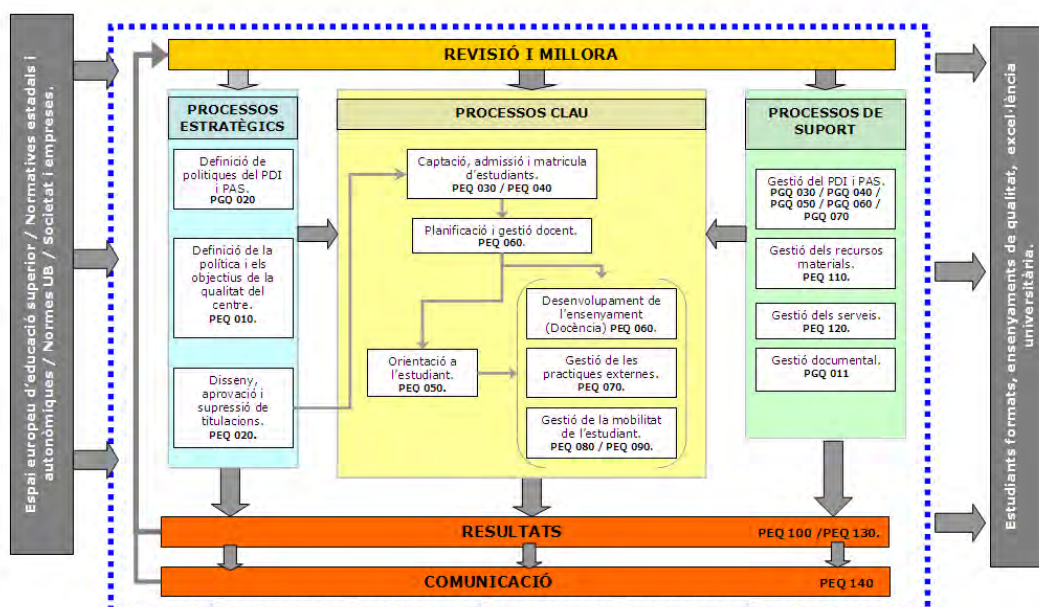 Espai europeu d'educació superior / Normatives estadals i
autonòmiques / Normes UB / Societat i empreses.
REVISIÓ I MILLORA
PROCESSOS
ESTRATÈGICS
Definició de
politiques del PDI
i PAS.
PGQ 020
Definició de la
política i els
objectius de la
qualitat del
centre.
PEQ 010.
Disseny,
aprovació i
supressió de
titulacions.
PEQ 020.
PROCESSOS CLAU
Captació, admissió i matricula
d'estudiants.
PEQ 030 / PEQ 040
Planificació i gestió docent.
PEQ 060.
Orientació a
l'estudiant.
PEQ 050.
Desenvolupament de
l'ensenyament
(Docència) PEQ 060.
Gestió de les
practiques externes.
PEQ 070.
Gestió de la mobilitat
de l'estudiant.
PEQ 080 / PEQ 090.
PROCESSOS DE
SUPORT
Gestió del PDI i PAS.
PGQ 030 / PGQ 040 /
PGQ 050 / PGQ 060 /
PGQ 070
Gestió dels recursos
materials.
PEQ 110.
Gestió dels serveis.
PEQ 120.
Gestió documental.
PGQ 011
RESULTATS
PEQ 100 /PEQ 130.
COMUNICACIÓ
PEQ 140
Estudiants formats, ensenyaments de qualitat, excel·lència
universitària.